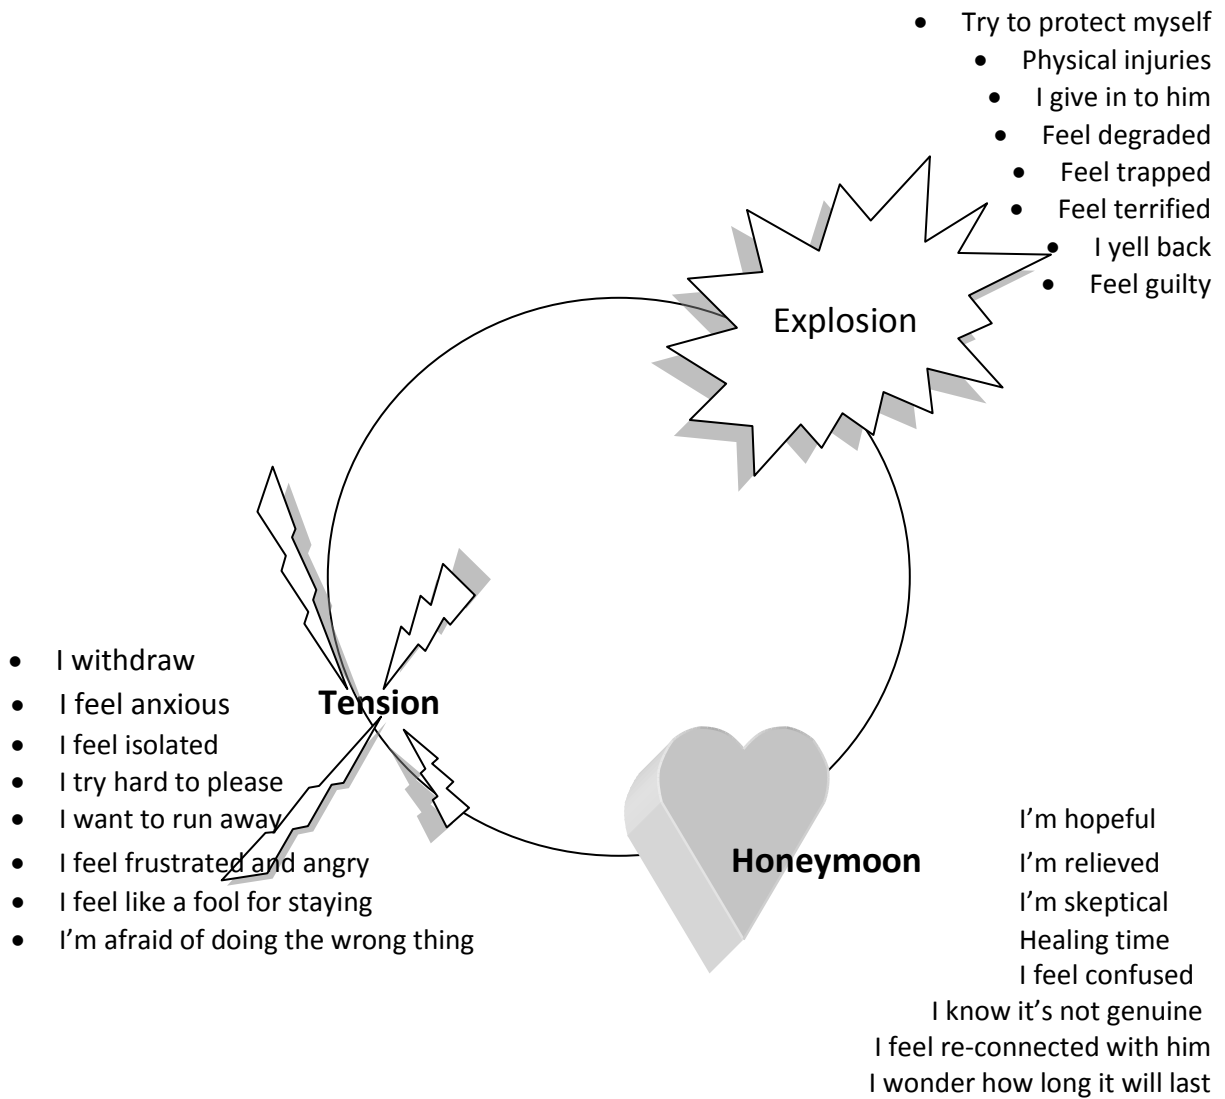 • Try to protect myself
• Physical injuries
• I give in to him
• Feel degraded
• Feel trapped
• Feel terrified
• I yell back
• Feel guilty
Explosion
• I withdraw
• I feel anxious
• I feel isolated
• I try hard to please
• I want to run away
• I feel frustrated and angry
• I feel like a fool for staying
• I’m afraid of doing the wrong thing
Tension
Honeymoon
I’m hopeful
I’m relieved
I’m skeptical
Healing time
I feel confused
I know it’s not genuine
I feel re-connected with him
I wonder how long it will last